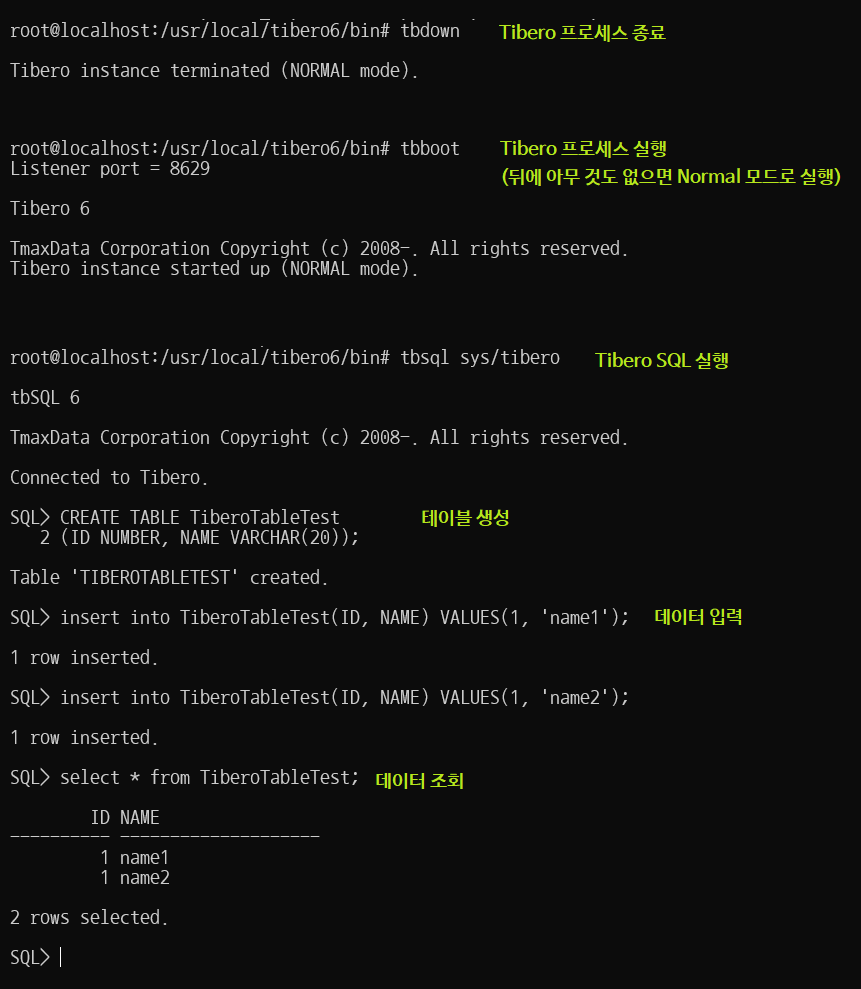 root@localhost:/usr/local/tibero6/bin# tbdown Tibero 프로세스 종료
Tibero instance terminated (NORMAL mode).
root@localhost:/usr/local/tibero6/bin# tbboot Tibero 프로세스 실행
Listener port = 8629 (뒤에 아무 것도 없으면 Normal 모드로 실행)
Tibero 6
TmaxData Corporation Copyright (c) 2008-. All rights reserved.
Tibero instance started up (NORMAL mode).
root@localhost:/usr/local/tibero6/bin# tbsql sys/tibero Tibero SQL 실행
tbSQL 6
TmaxData Corporation Copyright (c) 2008-. All rights reserved.
Connected to Tibero.
SQL> CREATE TABLE TiberoTableTest 테이블 생성
2 (ID NUMBER, NAME VARCHAR(20));
Table 'TIBEROTABLETEST' created.
SQL> insert into TiberoTableTest(ID, NAME) VALUES(1, 'name1'); 데이터 입력
1 row inserted.
SQL> insert into TiberoTableTest(ID, NAME) VALUES(1, 'name2');
1 row inserted.
SQL> select * from TiberoTableTest; 데이터 조회
ID NAME
---------- --------------------
1 name1
1 name2
2 rows selected.
SQL>